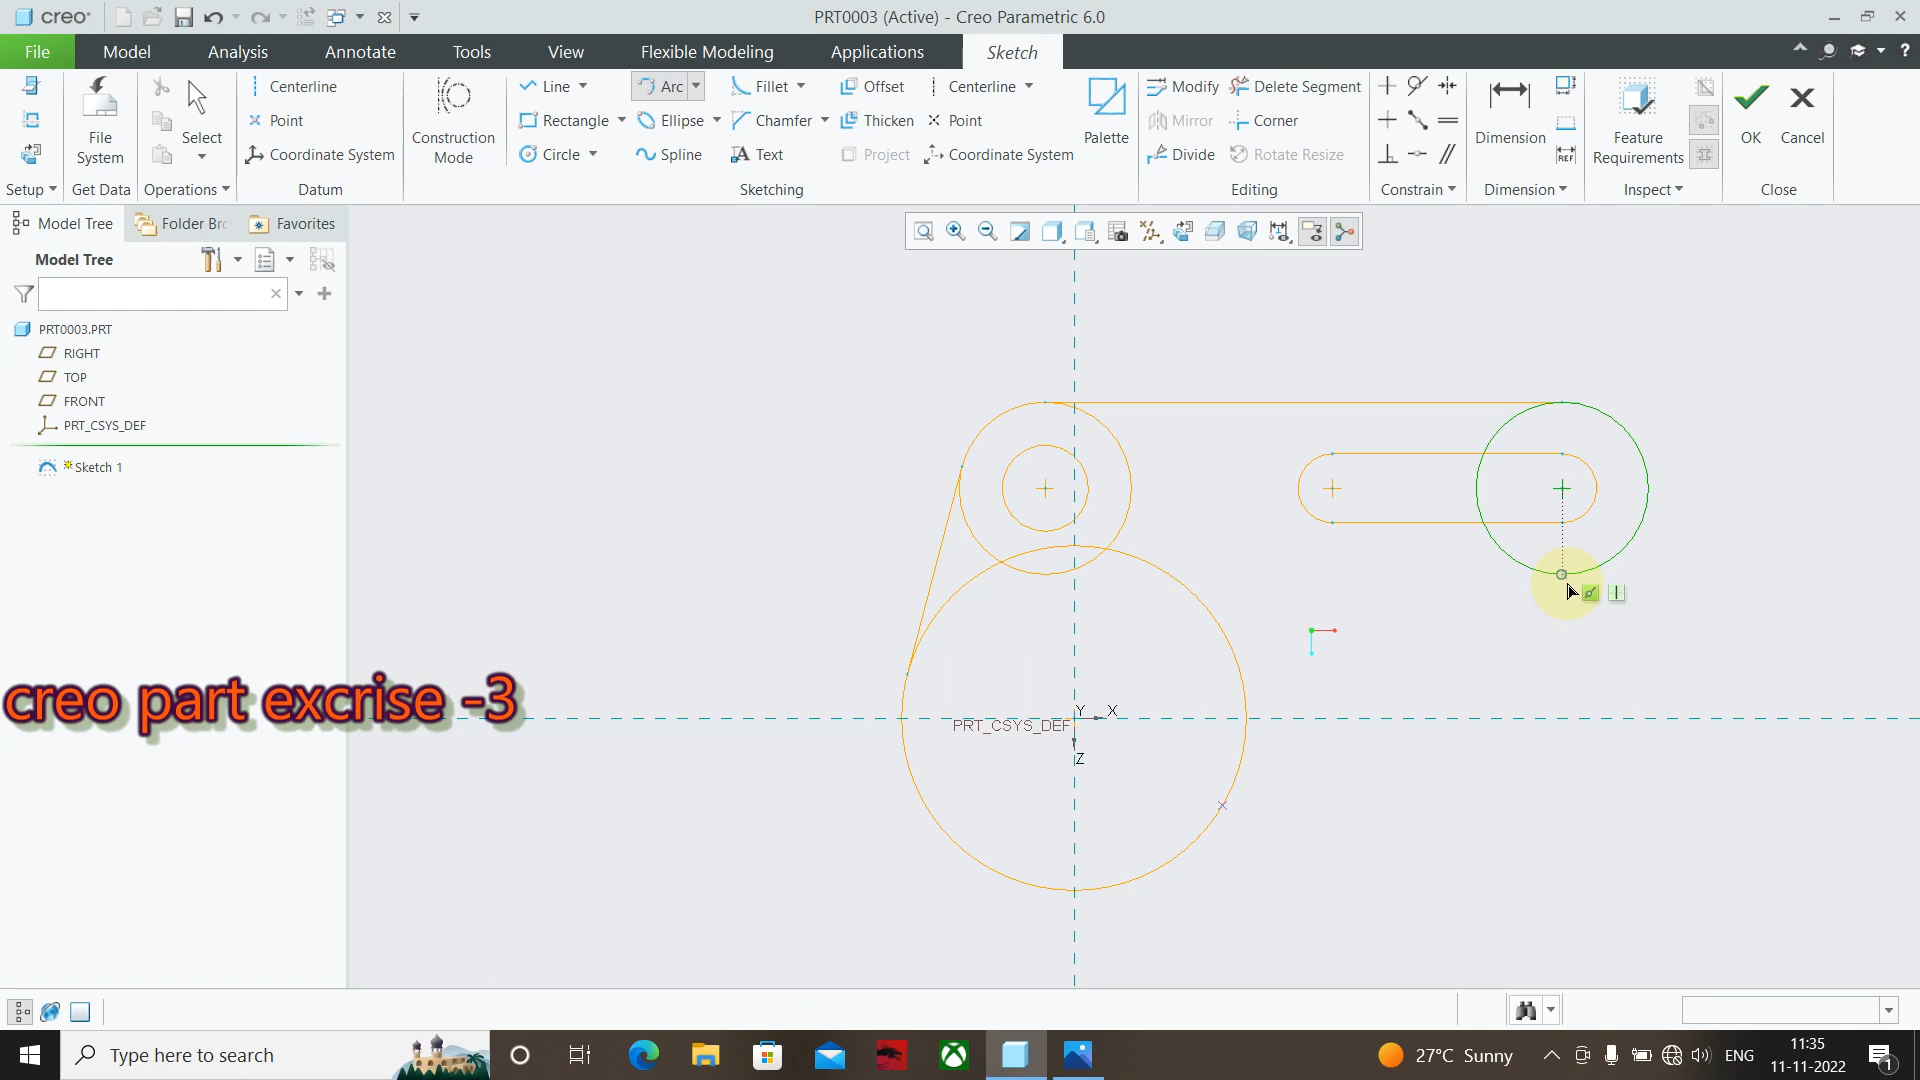 creo
PRT0003 (Active) - Creo Parametric 6.0
File Model Analysis Annotate Tools View Flexible Modeling Applications Sketch
Centerline
Point
Coordinate System
File System
Select
Construction Mode
Line Arc Fillet Offset Centerline
Rectangle Ellipse Chamfer Thicken Point
Circle Spline Text Project Coordinate System
Palette
Modify Delete Segment
Mirror Corner
Divide Rotate Resize
Dimension
REF
Feature Requirements
OK Cancel
Setup Get Data Operations Datum Sketching Editing Constrain Dimension Inspect Close
Model Tree Folder Brc Favorites
Model Tree
PRT0003.PRT
RIGHT
TOP
FRONT
PRT_CSYS_DEF
Sketch 1
creo part excrise -3
Y X
PRT_CSYS_DEF
Z
Type here to search
27°C Sunny
ENG
11:35
11-11-2022
1